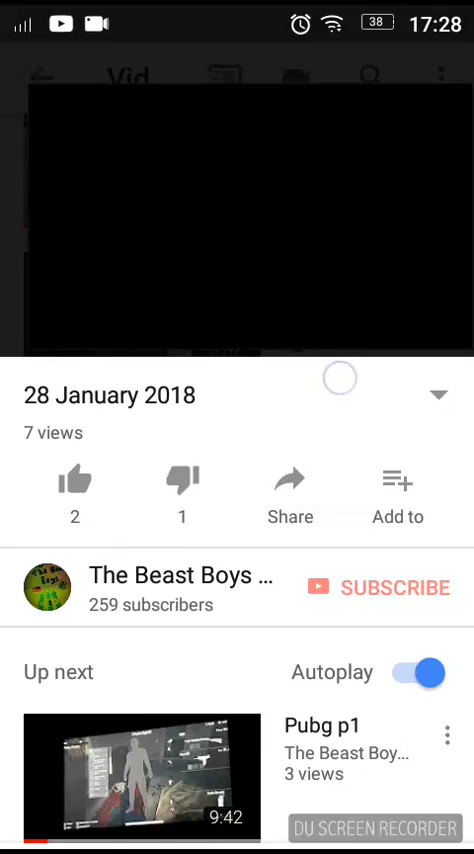 38 17:28
Vid
28 January 2018
7 views
2 1 Share Add to
The Beast Boys ...
SUBSCRIBE
259 subscribers
Up next Autoplay
Pubg p1
The Beast Boy...
3 views
9:42
DU SCREEN RECORDER